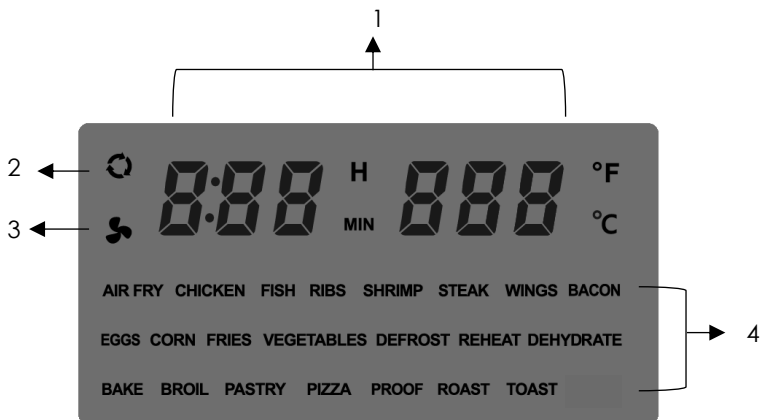 1
2
8:88 H 888 °F
3
MIN °C
AIR FRY CHICKEN FISH RIBS SHRIMP STEAK WINGS BACON
EGGS CORN FRIES VEGETABLES DEFROST REHEAT DEHYDRATE
4
BAKE BROIL PASTRY PIZZA PROOF ROAST TOAST